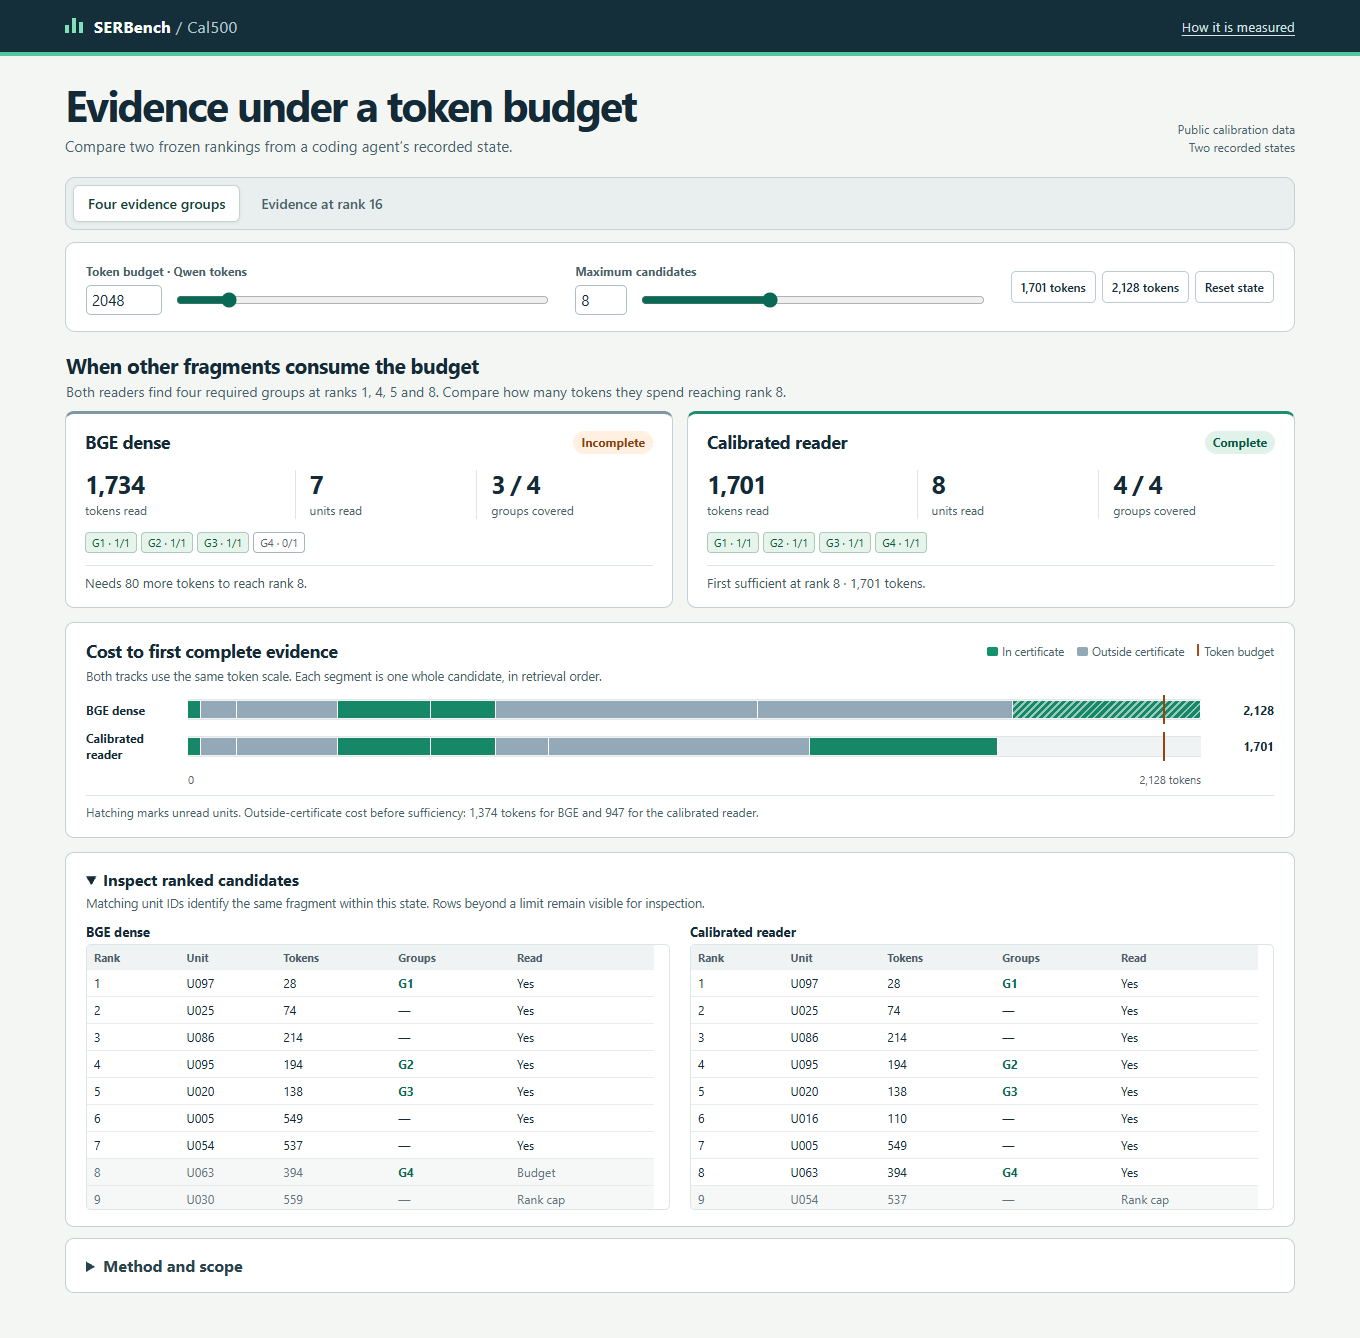 SERBench / Cal500
How it is measured
Evidence under a token budget
Compare two frozen rankings from a coding agent’s recorded state.
Public calibration data
Two recorded states
Four evidence groups
Evidence at rank 16
Token budget · Qwen tokens
2048
Maximum candidates
8
1,701 tokens
2,128 tokens
Reset state
When other fragments consume the budget
Both readers find four required groups at ranks 1, 4, 5 and 8. Compare how many tokens they spend reaching rank 8.
BGE dense
Incomplete
1,734
7
3 / 4
tokens read
units read
groups covered
G1 · 1/1
G2 · 1/1
G3 · 1/1
G4 · 0/1
Needs 80 more tokens to reach rank 8.
Calibrated reader
Complete
1,701
8
4 / 4
tokens read
units read
groups covered
G1 · 1/1
G2 · 1/1
G3 · 1/1
G4 · 1/1
First sufficient at rank 8 · 1,701 tokens.
Cost to first complete evidence
In certificate
Outside certificate
Token budget
Both tracks use the same token scale. Each segment is one whole candidate, in retrieval order.
BGE dense
2,128
Calibrated
reader
1,701
0
2,128 tokens
Hatching marks unread units. Outside-certificate cost before sufficiency: 1,374 tokens for BGE and 947 for the calibrated reader.
Inspect ranked candidates
Matching unit IDs identify the same fragment within this state. Rows beyond a limit remain visible for inspection.
BGE dense
Rank Unit Tokens Groups Read
1 U097 28 G1 Yes
2 U025 74 — Yes
3 U086 214 — Yes
4 U095 194 G2 Yes
5 U020 138 G3 Yes
6 U005 549 — Yes
7 U054 537 — Yes
8 U063 394 G4 Budget
9 U030 559 — Rank cap
Calibrated reader
Rank Unit Tokens Groups Read
1 U097 28 G1 Yes
2 U025 74 — Yes
3 U086 214 — Yes
4 U095 194 G2 Yes
5 U020 138 G3 Yes
6 U016 110 — Yes
7 U005 549 — Yes
8 U063 394 G4 Yes
9 U054 537 — Rank cap
Method and scope